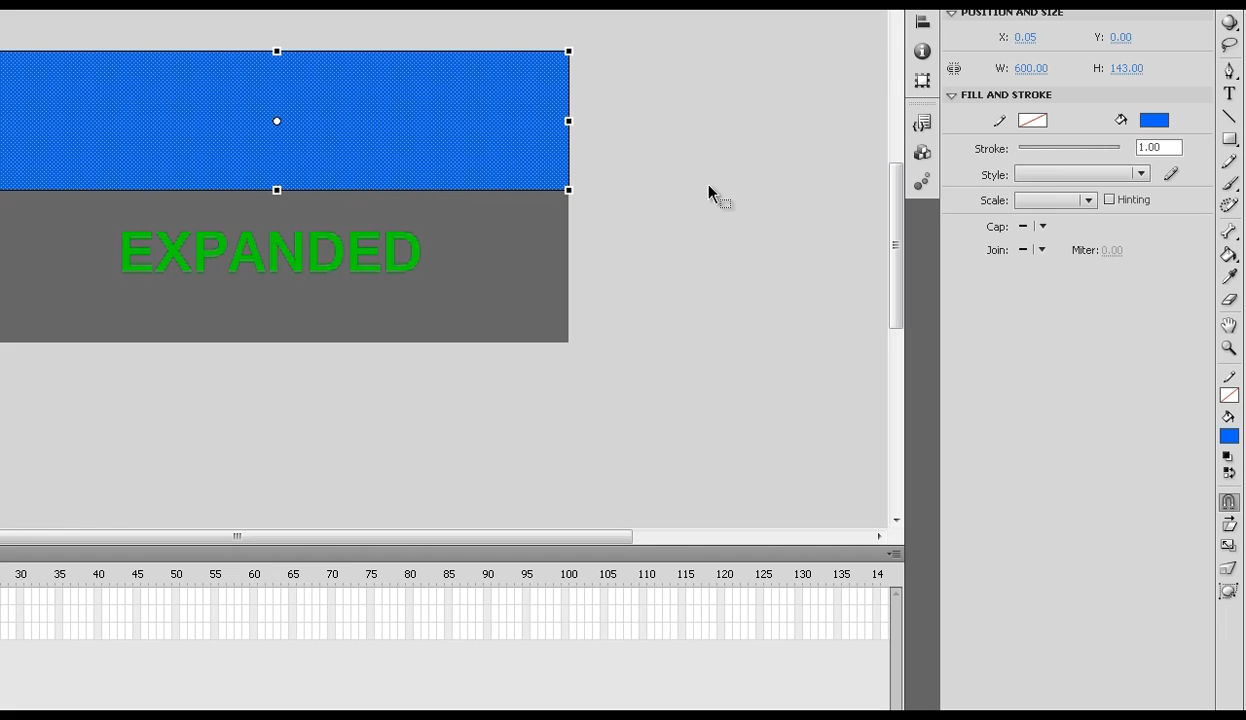 POSITION AND SIZE
X: 0.05 Y: 0.00
W: 600.00 H: 143.00
FILL AND STROKE
Stroke: 1.00
Style:
Scale: Hinting
Cap:
Join: Miter: 0.00
EXPANDED
30 35 40 45 50 55 60 65 70 75 80 85 90 95 100 105 110 115 120 125 130 135 14